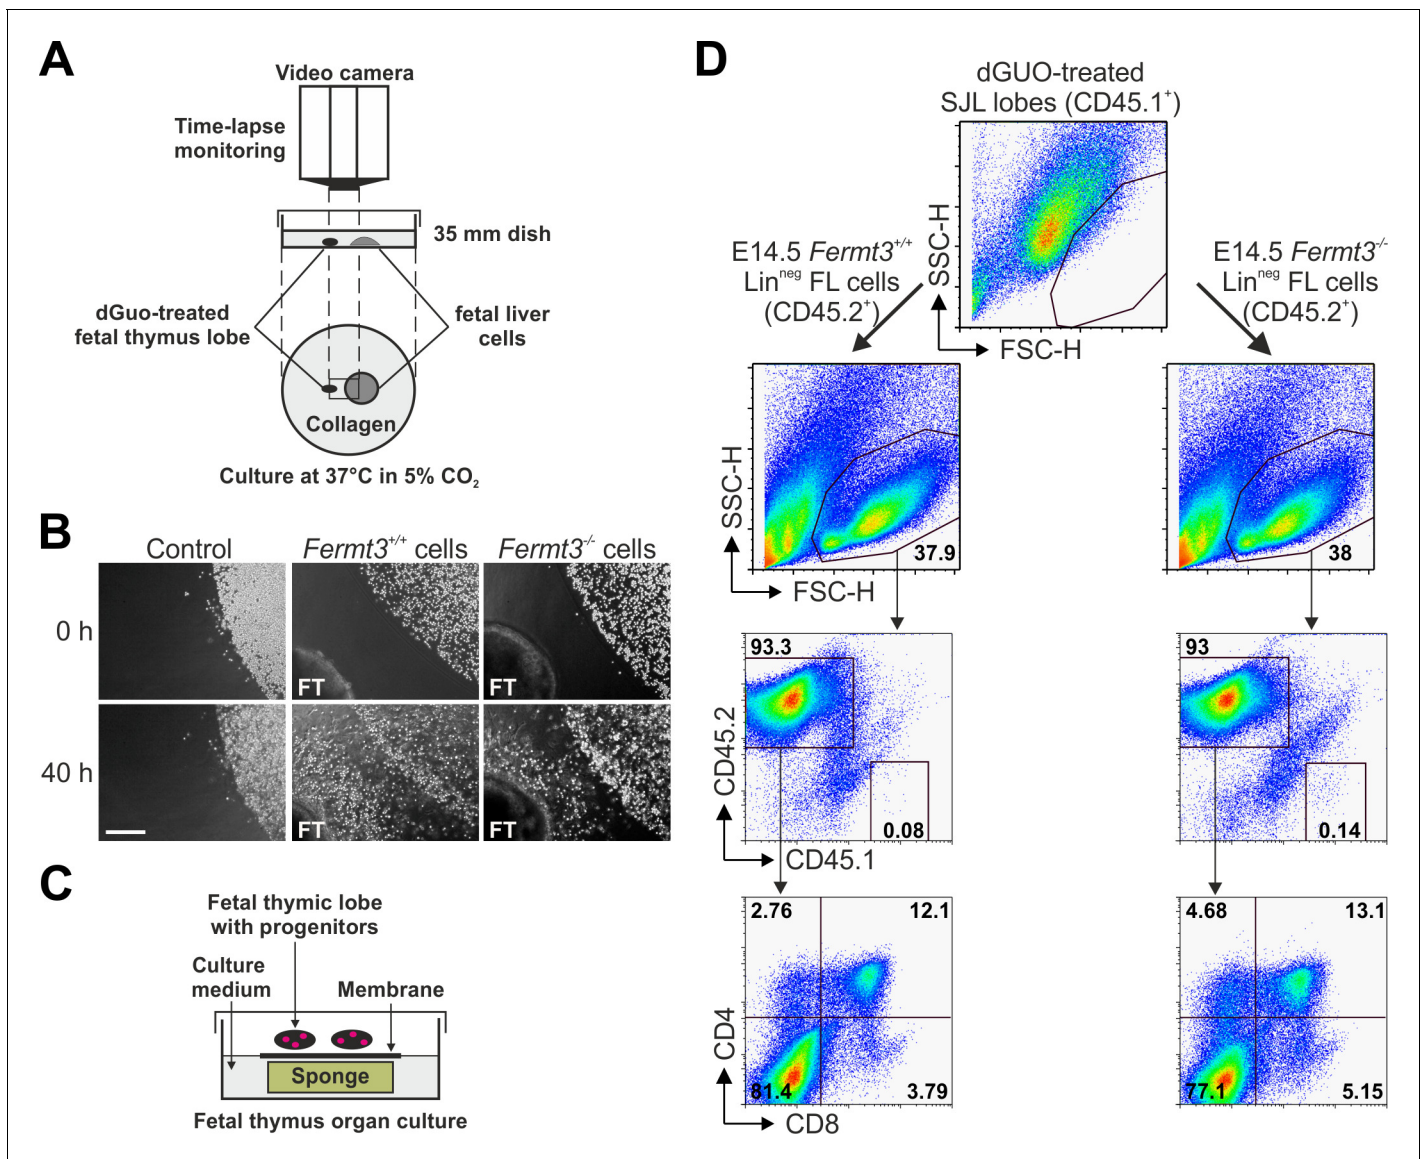 A
Video camera
Time-lapse
monitoring
35 mm dish
dGuo-treated
fetal thymus lobe
fetal liver
cells
Collagen
Culture at 37°C in 5% CO₂
B
Control
Fermt3⁺/⁺ cells
Fermt3⁻/⁻ cells
0 h
FT
FT
40 h
FT
FT
C
Fetal thymic lobe
with progenitors
Culture
medium
Membrane
Sponge
Fetal thymus organ culture
D
dGUO-treated
SJL lobes (CD45.1⁺)
SSC-H
FSC-H
E14.5 Fermt3⁺/⁺
Linⁿᵉᵍ FL cells
(CD45.2⁺)
E14.5 Fermt3⁻/⁻
Linⁿᵉᵍ FL cells
(CD45.2⁺)
SSC-H
37.9
38
FSC-H
93.3
93
CD45.2
0.08
0.14
CD45.1
2.76
12.1
4.68
13.1
CD4
81.4
3.79
77.1
5.15
CD8